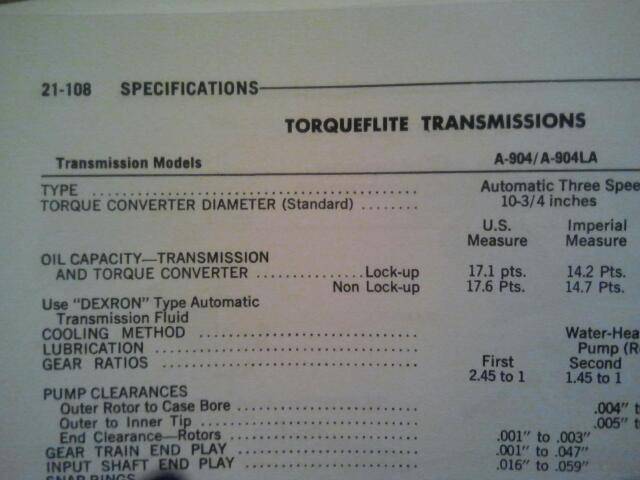 21-108 SPECIFICATIONS
TORQUEFLITE TRANSMISSIONS
Transmission Models A-904/A-904LA
TYPE Automatic Three Spee
TORQUE CONVERTER DIAMETER (Standard) 10-3/4 inches
U.S. Imperial
Measure Measure
OIL CAPACITY—TRANSMISSION
AND TORQUE CONVERTER Lock-up 17.1 pts. 14.2 Pts.
Non Lock-up 17.6 Pts. 14.7 Pts.
Use "DEXRON" Type Automatic
Transmission Fluid
COOLING METHOD Water-Hea
LUBRICATION Pump (R
GEAR RATIOS First Second
2.45 to 1 1.45 to 1
PUMP CLEARANCES
Outer Rotor to Case Bore .004" t
Outer to Inner Tip .005" t
End Clearance—Rotors .001" to .003"
GEAR TRAIN END PLAY .001" to .047"
INPUT SHAFT END PLAY .016" to .059"
SNAP RINGS